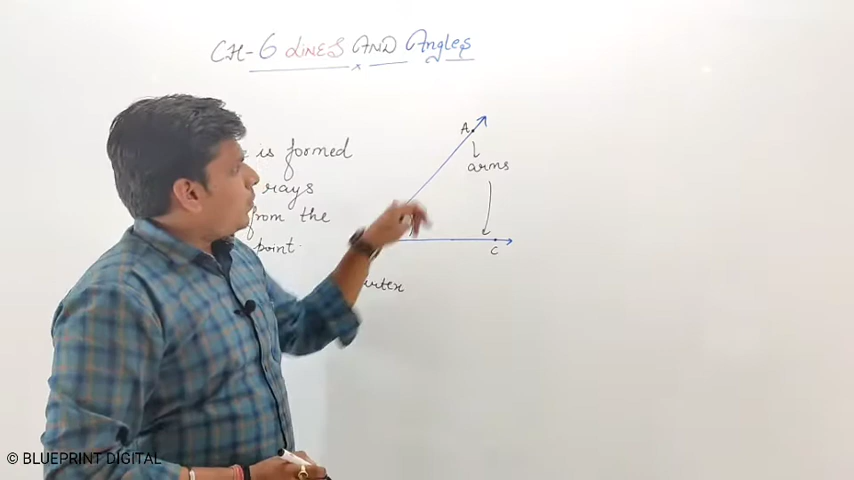 CH-6 LINES AND Angles
is formed
rays
from the
point.
A
arms
C
© BLUEPRINT DIGITAL